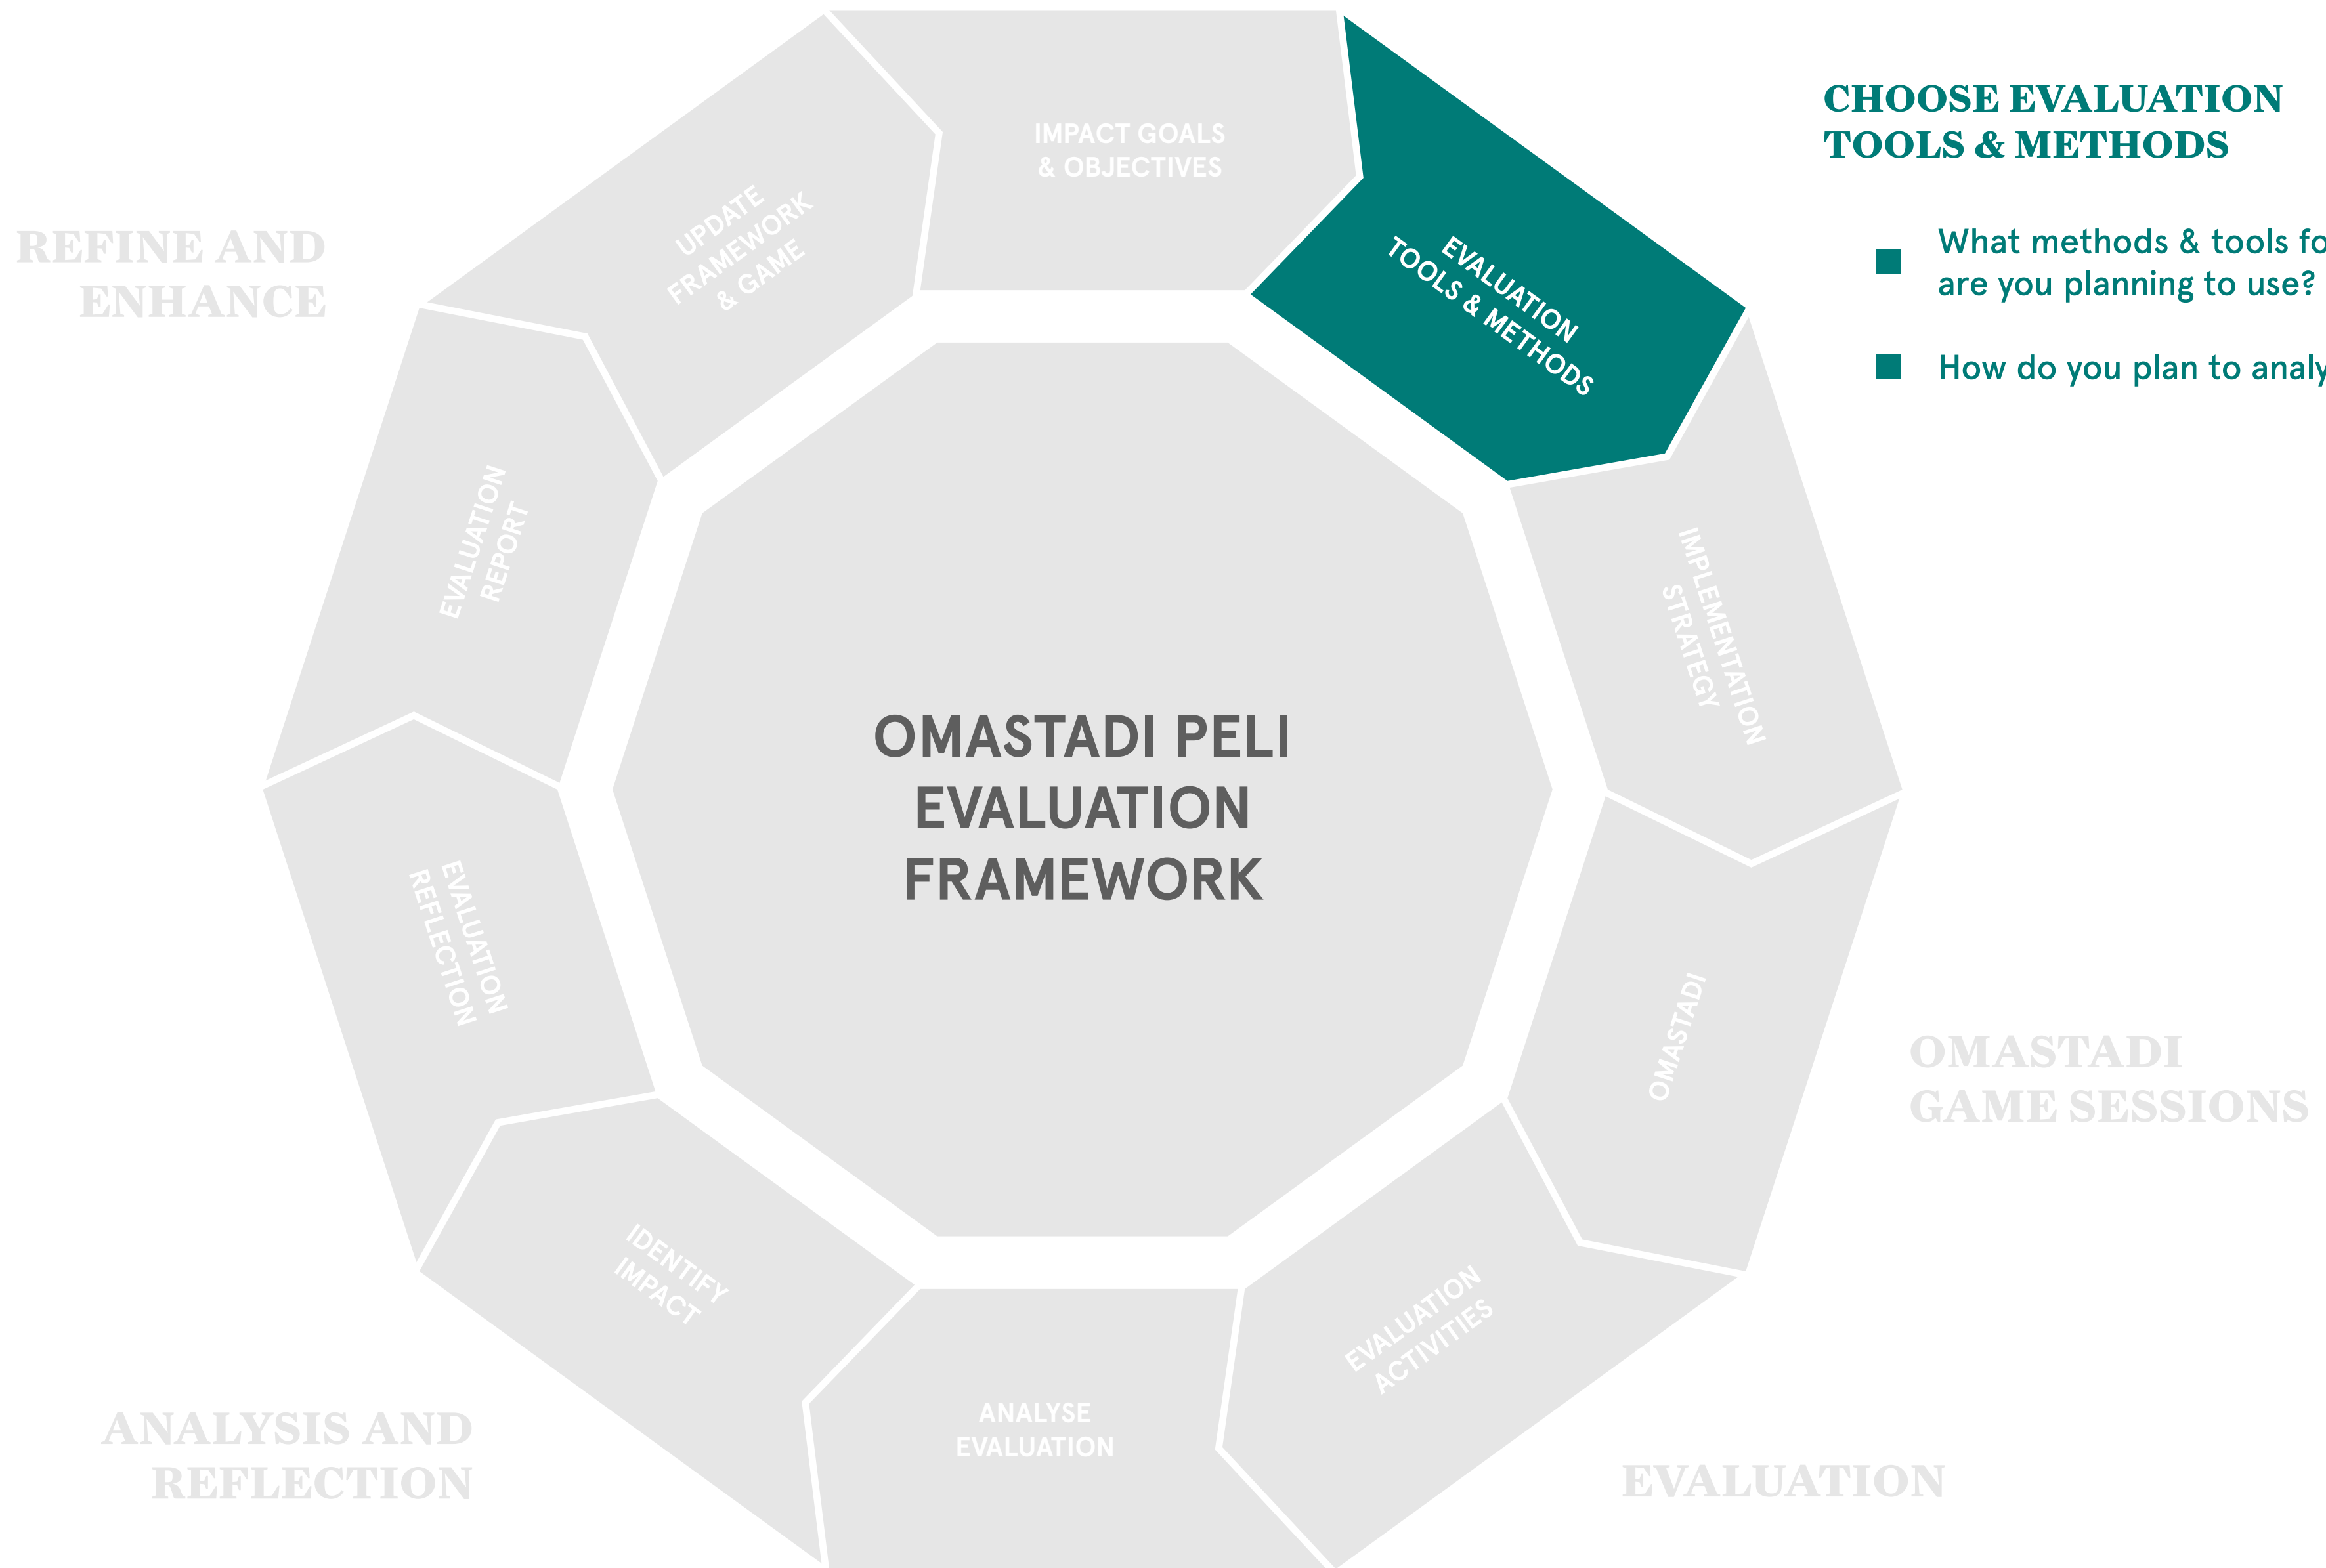 CHOOSE EVALUATION
TOOLS & METHODS
What methods & tools
are you planning to use?
How do you plan to
IMPACT GOALS
& OBJECTIVES
EVALUATION
TOOLS & METHODS
IMPLEMENTATION
STRATEGY
OMASTADI
OMASTADI
GAME SESSIONS
EVALUATION
ACTIVITIES
EVALUATION
ANALYSE
EVALUATION
IDENTIFY
IMPACT
ANALYSIS AND
REFLECTION
EVALUATION
REFLECTION
EVALUATION
REPORT
UPDATE
FRAMEWORK
& GAME
REFINE AND
ENHANCE
OMASTADI PELI
EVALUATION
FRAMEWORK